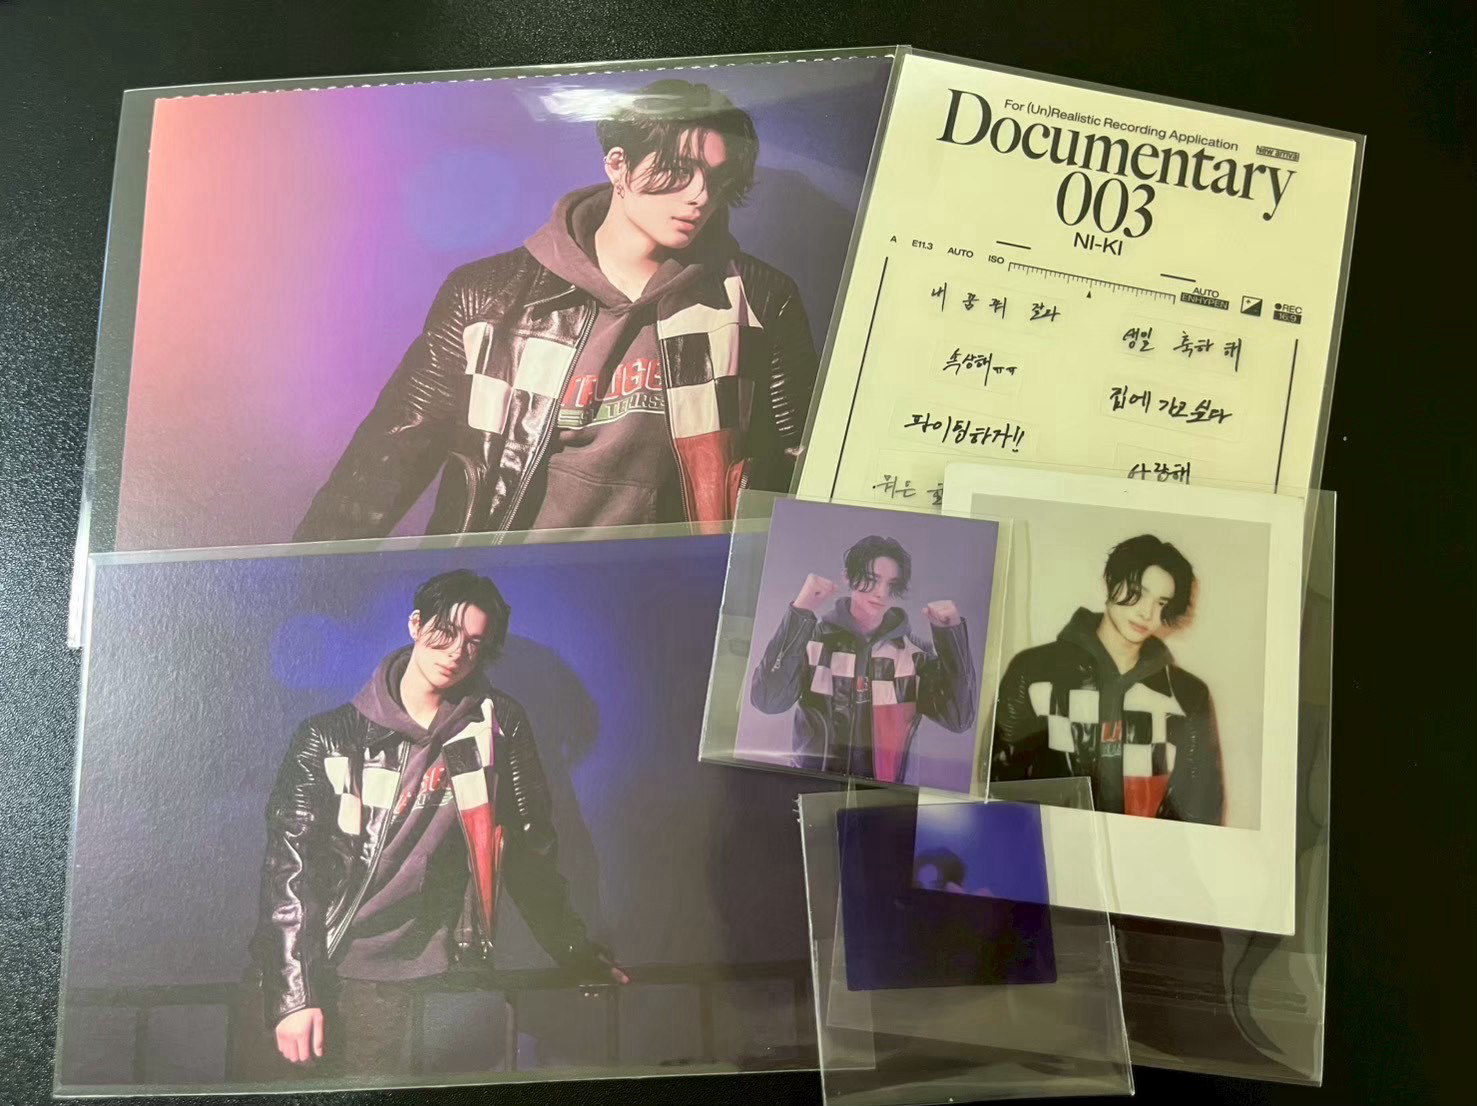 For (Un)Realistic Recording Application
New arrival
Documentary
003
NI-KI
A E11.3 AUTO ISO
AUTO
ENHYPEN
REC
16:9
내 꿈 꿔 잘자
생일 축하 해
속상해ㅠㅠ
집에 가고싶다
파이팅하자!!
사랑해